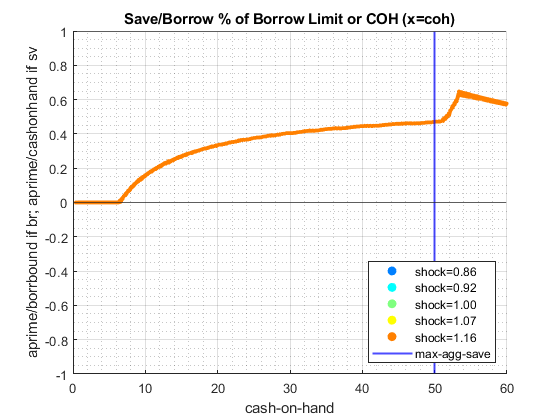 Save/Borrow % of Borrow Limit or COH (x=coh)
aprime/borrbound if br; aprime/cashonhand if sv
1
0.8
0.6
0.4
0.2
0
-0.2
-0.4
-0.6
-0.8
-1
shock=0.86
shock=0.92
shock=1.00
shock=1.07
shock=1.16
max-agg-save
0 10 20 30 40 50 60
cash-on-hand